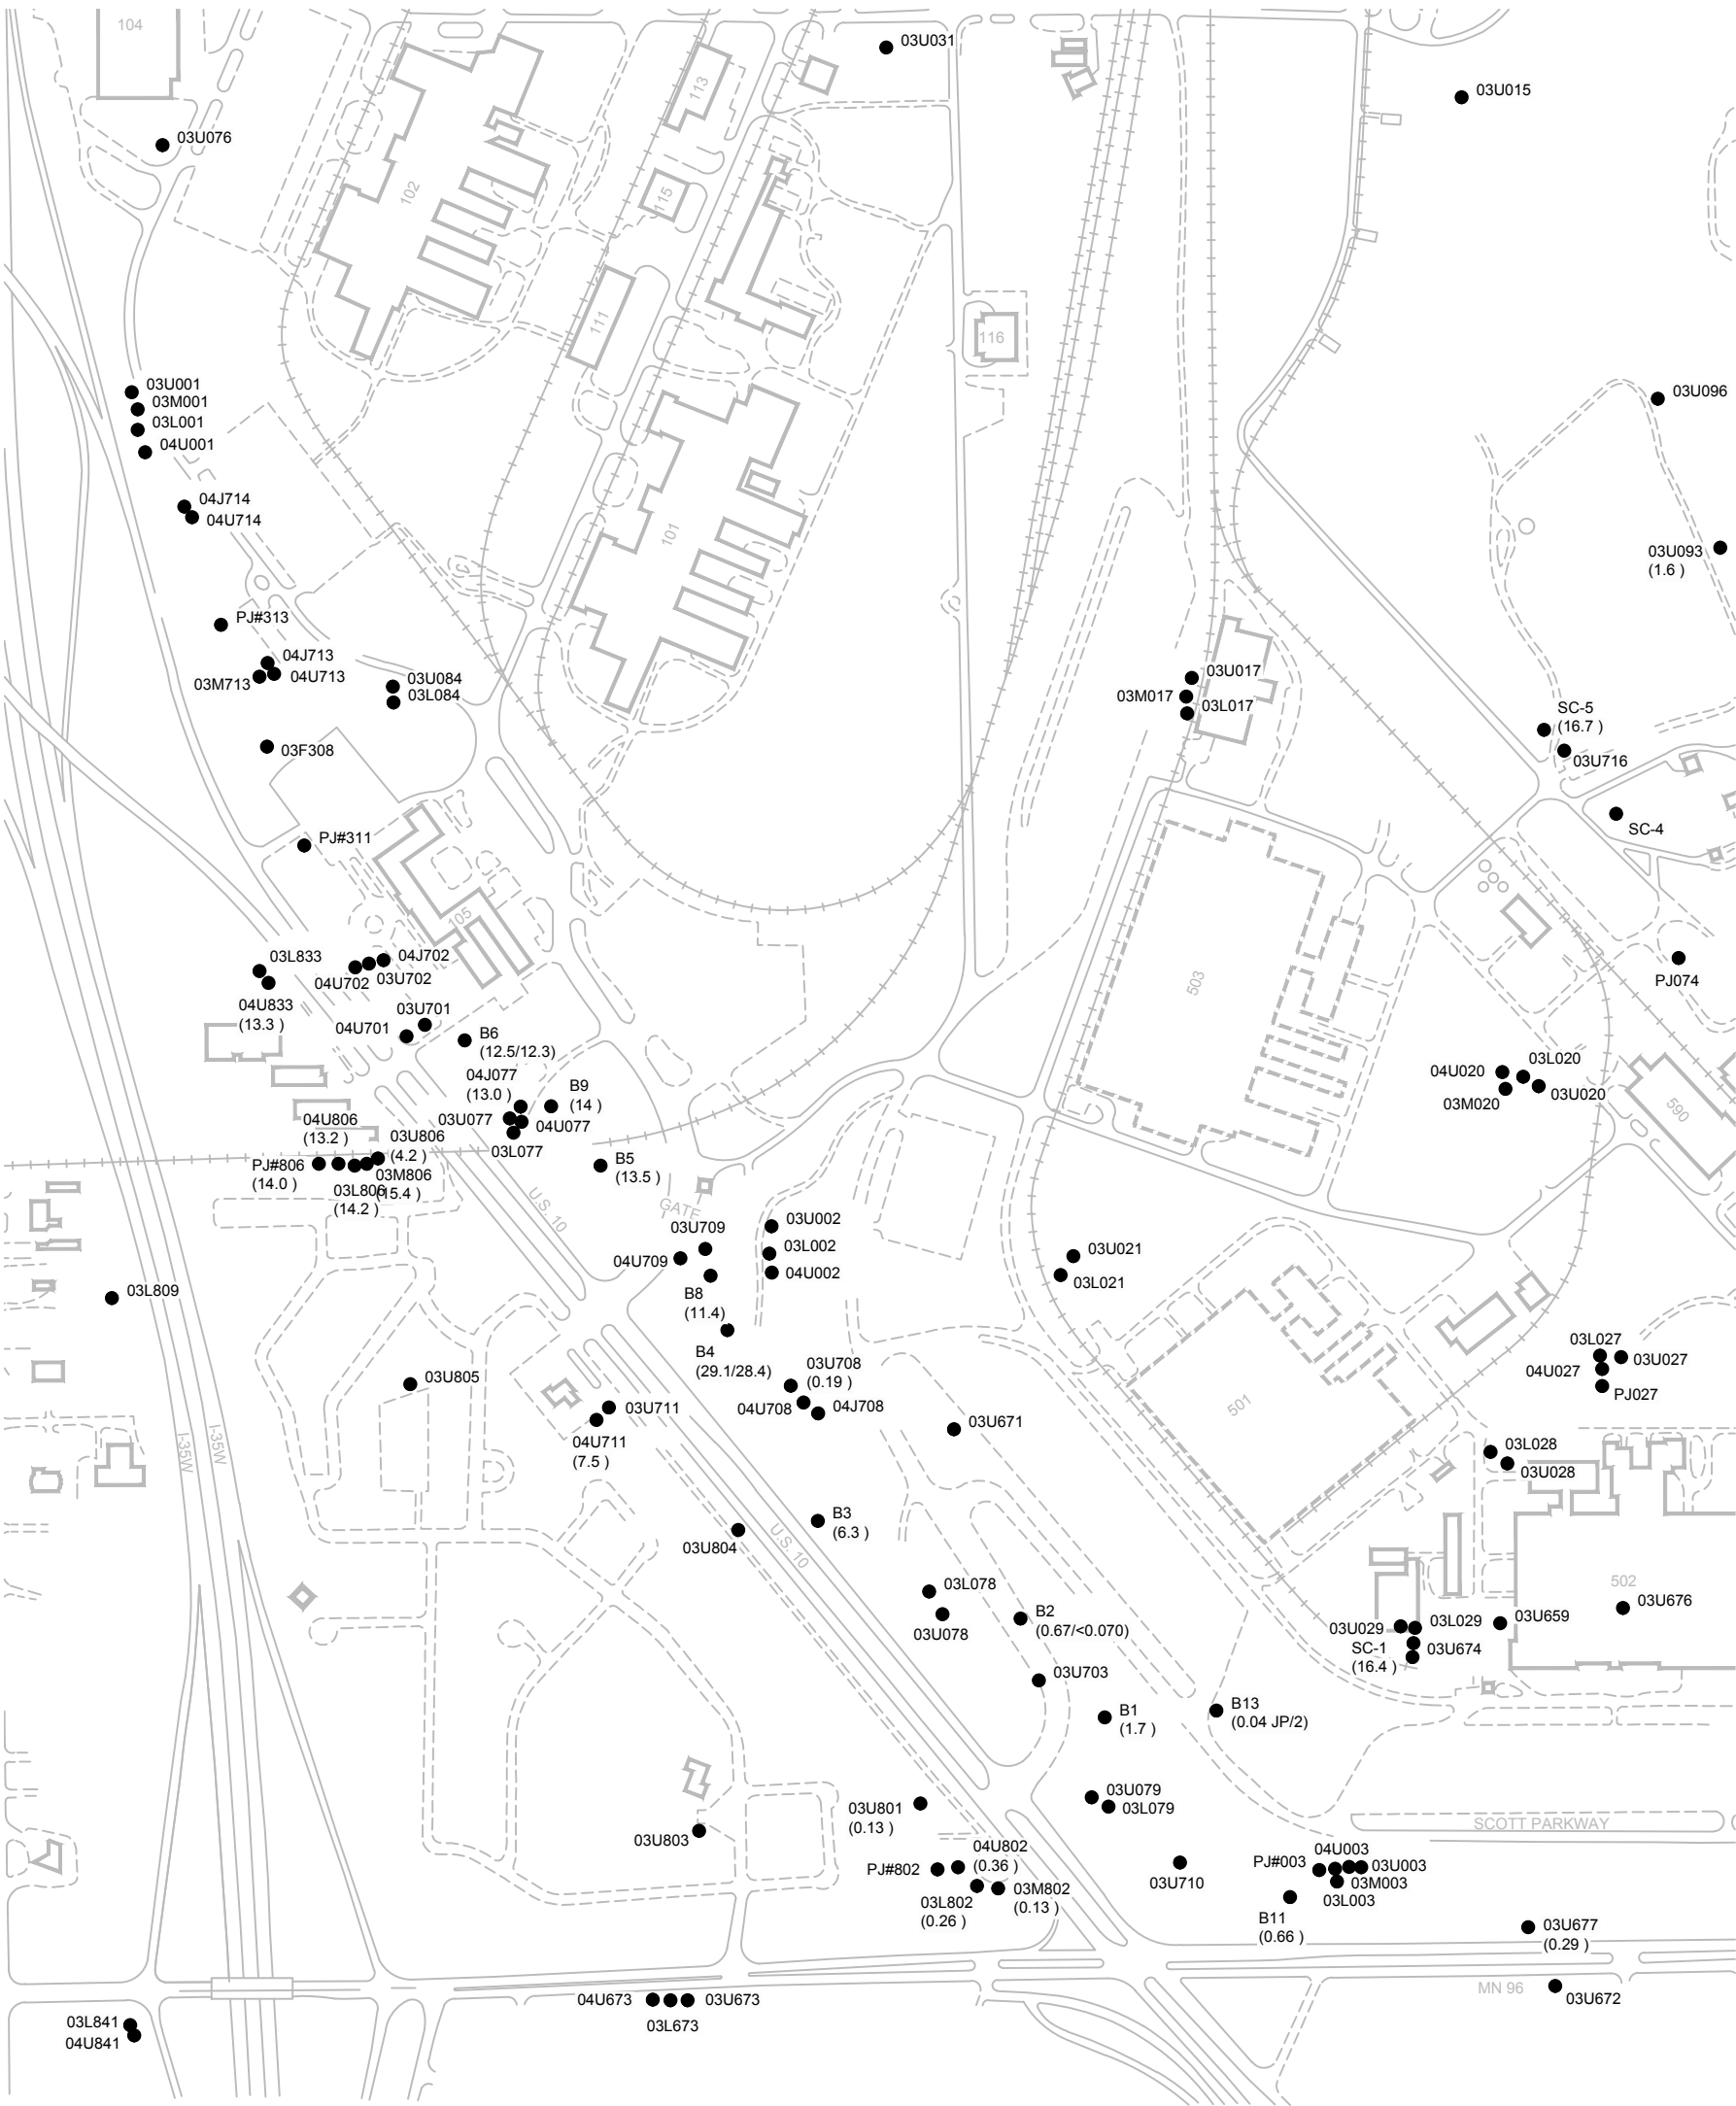 104
03U031
03U015
113
03U076
102
115
111
116
03U001
03M001
03L001
04U001
03U096
04J714
04U714
101
03U093
(1.6 )
PJ#313
04J713
04U713
03M713
03U084
03L084
03U017
03M017
03L017
SC-5
(16.7 )
03U716
03F308
SC-4
PJ#311
105
503
03L833
04U833
(13.3 )
04J702
03U702
04U702
PJ074
03U701
04U701
B6
(12.5/12.3)
04J077
(13.0 )
B9
(14 )
03U077
04U077
03L077
04U020
03L020
03M020
03U020
590
04U806
(13.2 )
03U806
(4.2 )
PJ#806
(14.0 )
03M806
(15.4 )
03L806
(14.2 )
B5
(13.5 )
U.S. 10
GATE
03U709
04U709
03U002
03L002
04U002
03U021
03L021
B8
(11.4)
03L809
B4
(29.1/28.4)
03U708
(0.19 )
04U708
04J708
03L027
03U027
04U027
PJ027
03U805
03U711
04U711
(7.5 )
03U671
501
I-35W
I-35W
03L028
03U028
B3
(6.3 )
03U804
U.S. 10
03L078
03U078
B2
(0.67/<0.070)
502
03U676
03U659
03U029
03L029
03U674
SC-1
(16.4 )
03U703
B1
(1.7 )
B13
(0.04 JP/2)
03U079
03L079
03U801
(0.13 )
03U803
SCOTT PARKWAY
04U802
(0.36 )
PJ#802
03L802
(0.26 )
03M802
(0.13 )
03U710
PJ#003
04U003
03U003
03M003
03L003
B11
(0.66 )
03U677
(0.29 )
MN 96
03U672
04U673
03U673
03L673
03L841
04U841